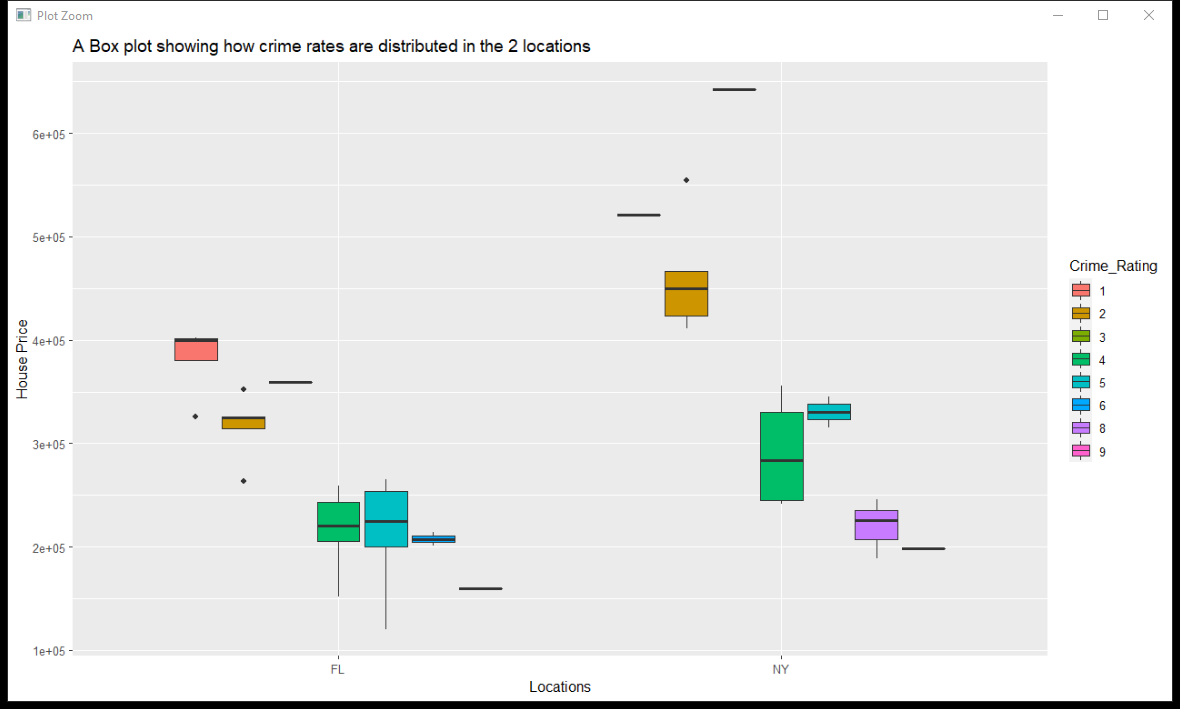 Plot Zoom
A Box plot showing how crime rates are distributed in the 2 locations
6e+05
5e+05
4e+05
3e+05
2e+05
1e+05
House Price
FL
NY
Locations
Crime_Rating
1
2
3
4
5
6
8
9